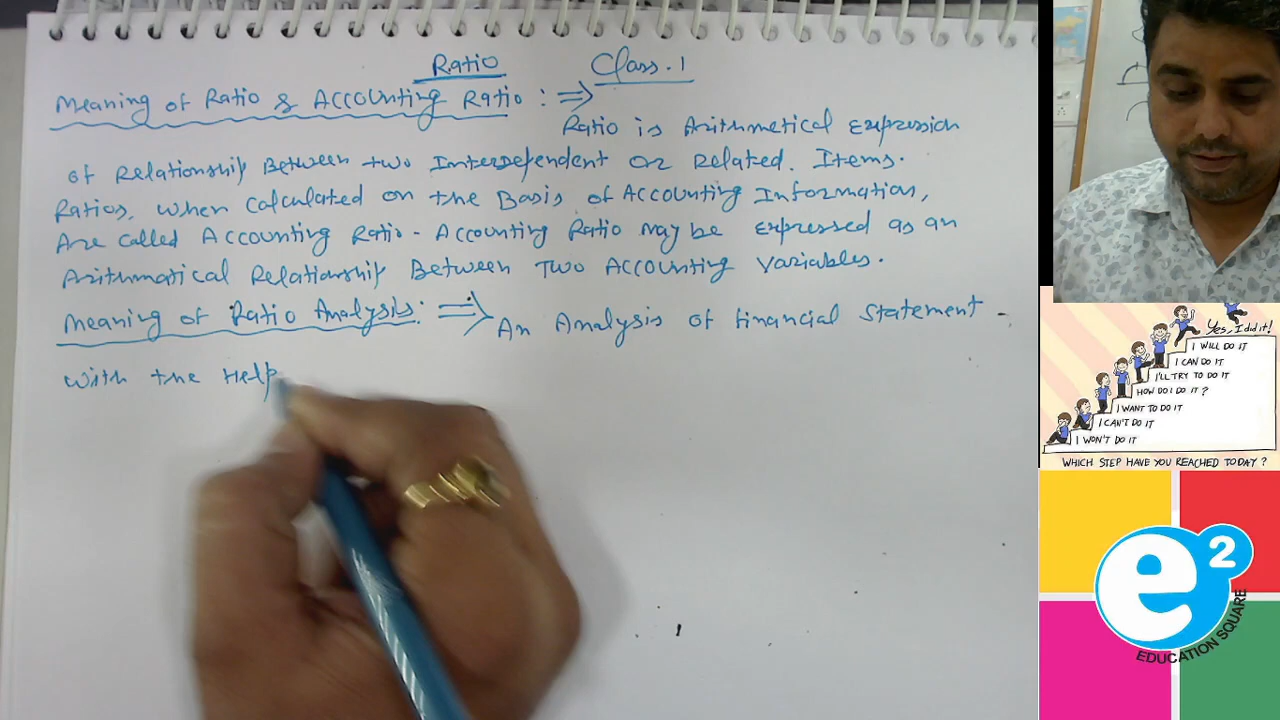 Ratio Class.1
Meaning of Ratio & Accounting Ratio : ⇒
Ratio is Arithmetical Expression
of Relationship Between two Interdependent or Related. Items.
Ratios, when calculated on the Basis of Accounting Information,
Are called Accounting Ratio. Accounting Ratio may be expressed as an
Arithmatical Relationship Between Two Accounting Variables.
Meaning of Ratio Analysis: ⇒ An Analysis of financial Statement
with the Help
Yes, I did it!
I WILL DO IT
I CAN DO IT
I'LL TRY TO DO IT
HOW DO I DO IT ?
I WANT TO DO IT
I CAN'T DO IT
I WON'T DO IT
WHICH STEP HAVE YOU REACHED TODAY ?
e2
EDUCATION SQUARE